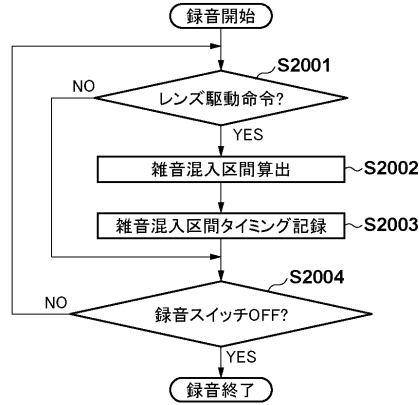 録音開始
S2001
NO
レンズ駆動命令?
YES
雑音混入区間算出
S2002
雑音混入区間タイミング記録
S2003
S2004
NO
録音スイッチOFF?
YES
録音終了